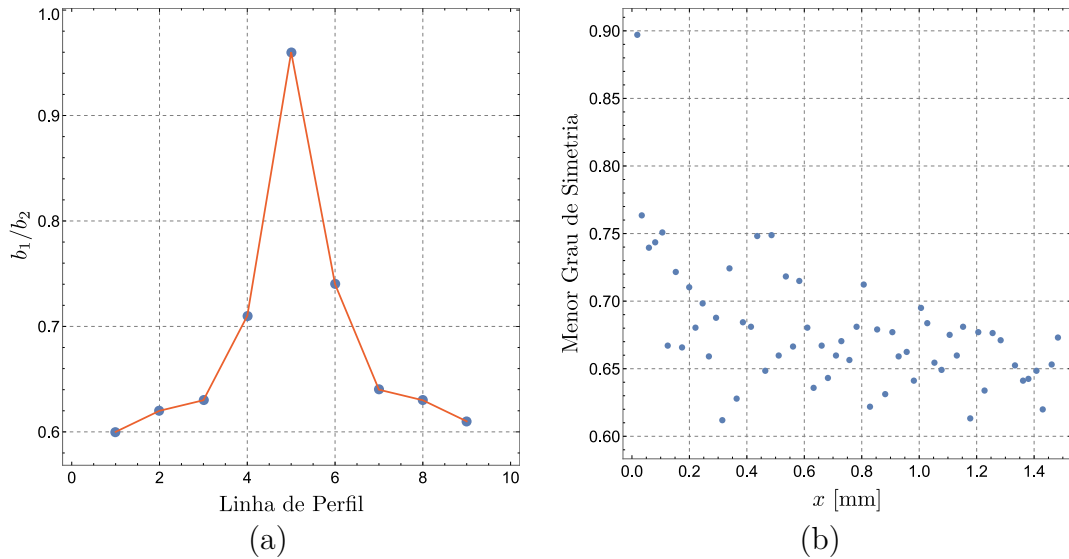 1.0
0.9
0.8
0.7
0.6
b₁/b₂
0 2 4 6 8 10
Linha de Perfil
(a)
0.90
0.85
0.80
0.75
0.70
0.65
0.60
Menor Grau de Simetria
0.0 0.2 0.4 0.6 0.8 1.0 1.2 1.4
x [mm]
(b)